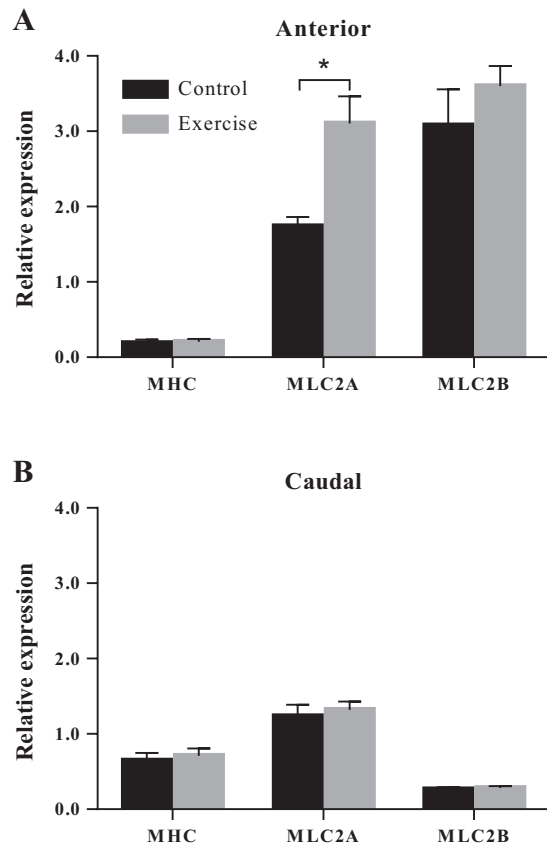 A
Anterior
4.0
3.0
2.0
1.0
0.0
Relative expression
Control
Exercise
*
MHC MLC2A MLC2B
B
Caudal
4.0
3.0
2.0
1.0
0.0
Relative expression
MHC MLC2A MLC2B